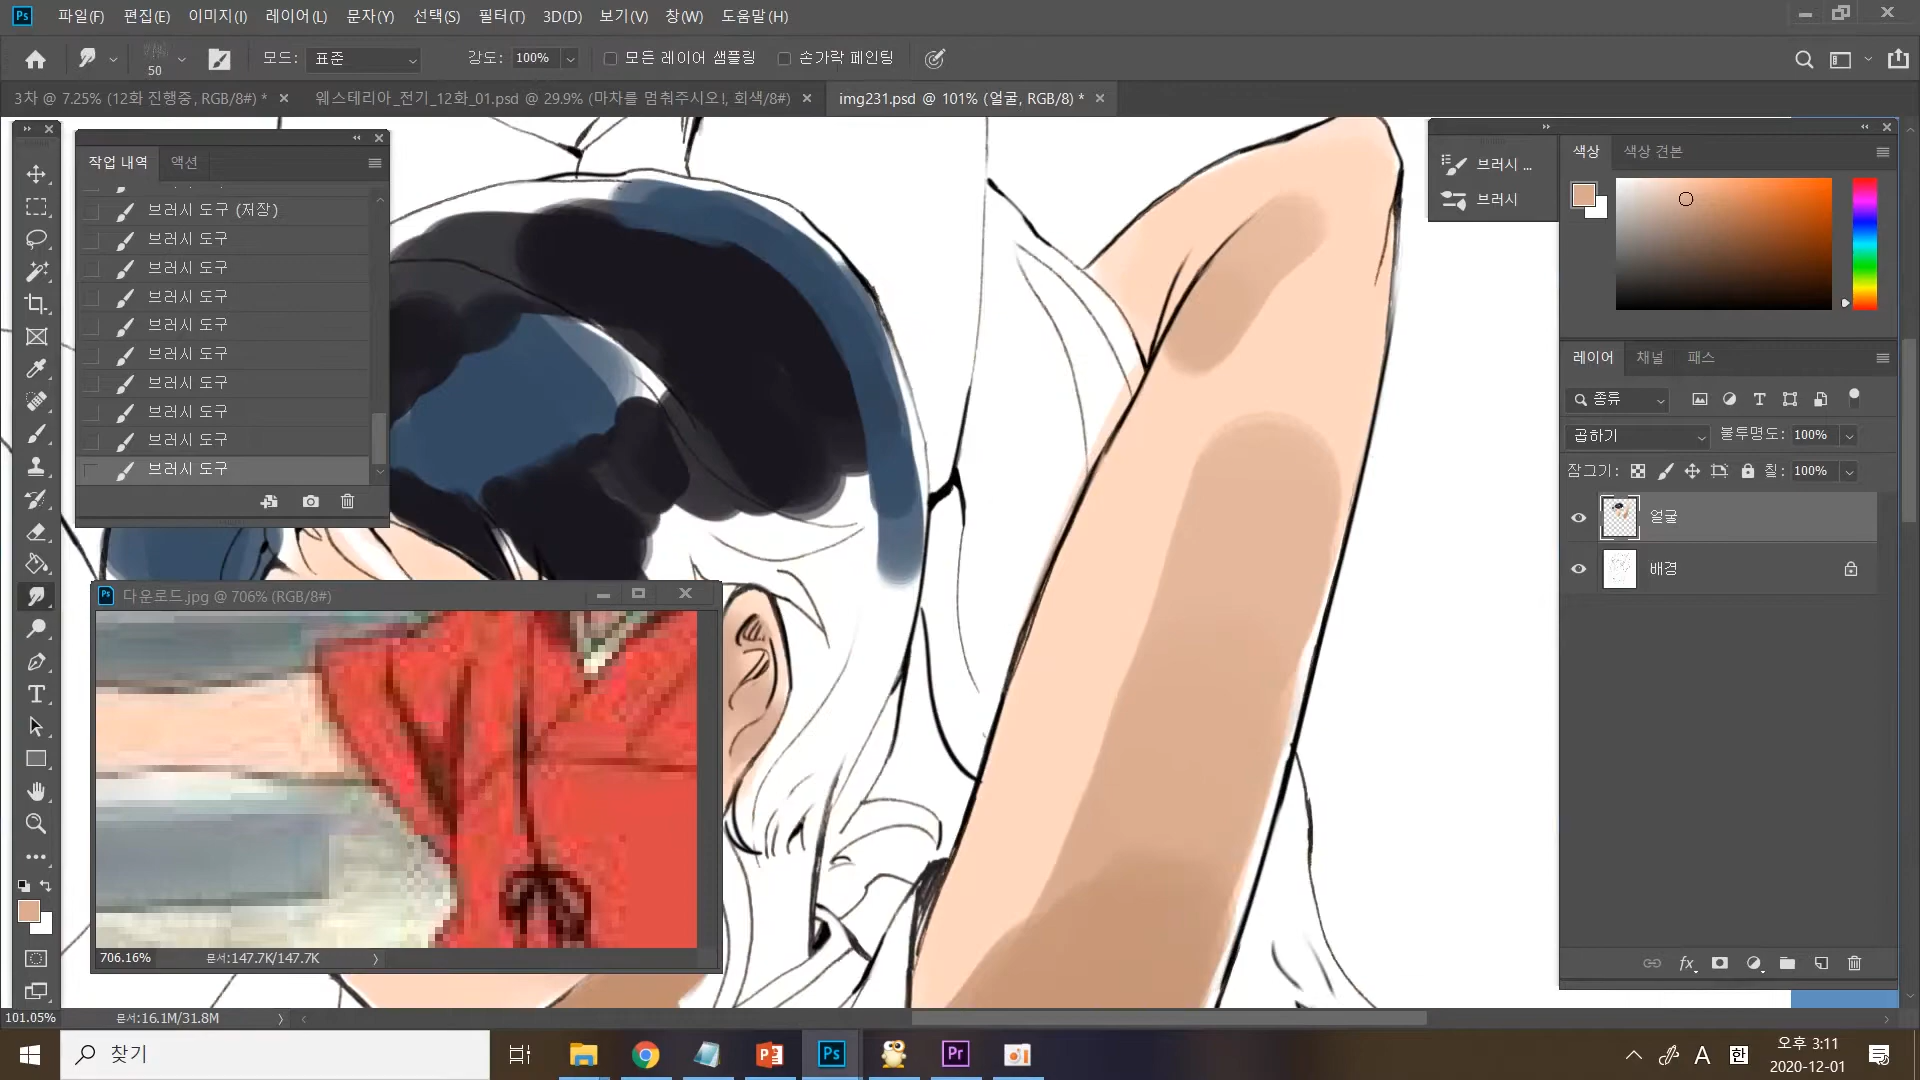 Ps 파일(F) 편집(E) 이미지(I) 레이어(L) 문자(Y) 선택(S) 필터(T) 3D(D) 보기(V) 창(W) 도움말(H)
50 모드: 표준 강도: 100% 모든 레이어 샘플링 손가락 페인팅
3차 @ 7.25% (12화 진행중, RGB/8#) * 웨스테리아_전기_12화_01.psd @ 29.9% (마차를 멈춰주시오!, 회색/8#) img231.psd @ 101% (얼굴, RGB/8) *
작업 내역 액션
브러시 도구 (저장)
브러시 도구
브러시 도구
브러시 도구
브러시 도구
브러시 도구
브러시 도구
브러시 도구
브러시 도구
브러시 도구
브러시 ...
브러시
색상 색상 견본
레이어 채널 패스
종류
곱하기 불투명도: 100%
잠그기: 칠: 100%
얼굴
배경
fx
Ps 다운로드.jpg @ 706% (RGB/8#)
706.16% 문서:147.7K/147.7K
101.05% 문서:16.1M/31.8M
찾기
Ps
Pr
A 한
오후 3:11
2020-12-01